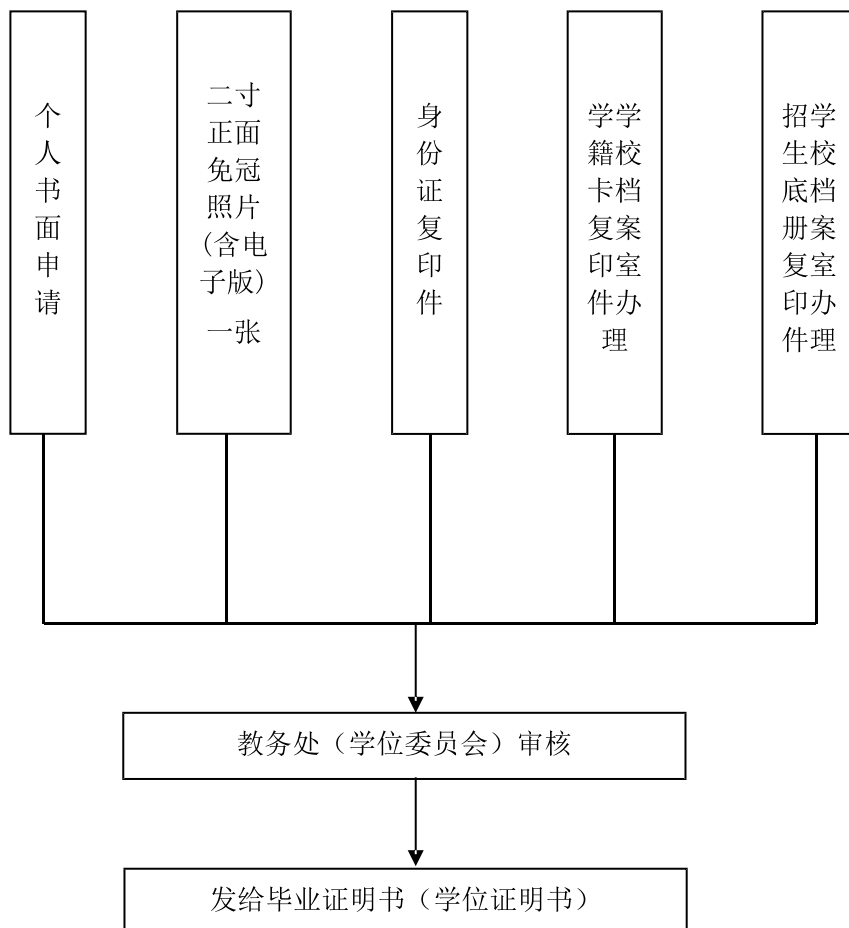 个人书面申请
二寸
正面
免冠
照片
(含电
子版)
一张
身份证复印件
学籍卡复印件
学校档案室办理
招生底册复印件
学校档案室办理
教务处（学位委员会）审核
发给毕业证明书（学位证明书）